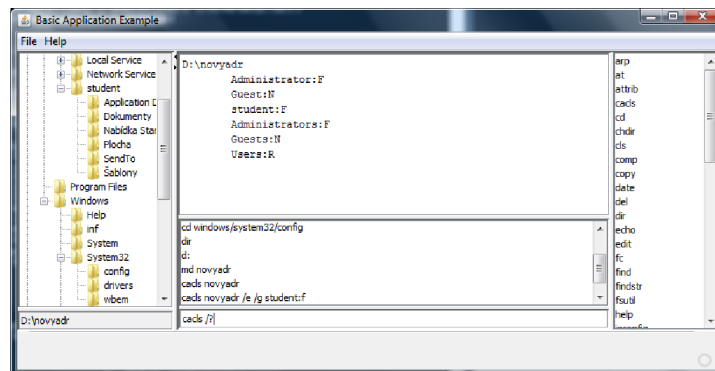 Basic Application Example
File Help
Local Service
Network Service
student
Application D
Dokumenty
Nabídka Star
Plocha
SendTo
Šablony
Program Files
Windows
Help
inf
System
System32
config
drivers
wbem
D:\novyadr
D:\novyadr
Administrator:F
Guest:N
student:F
Administrators:F
Guests:N
Users:R
cd windows/system32/config
dir
d:
md novyadr
cacls novyadr
cacls novyadr /e /g student:f
cacls /?
arp
at
attrib
cacls
cd
chdir
cls
comp
copy
date
del
dir
echo
edit
fc
find
findstr
fsutil
help